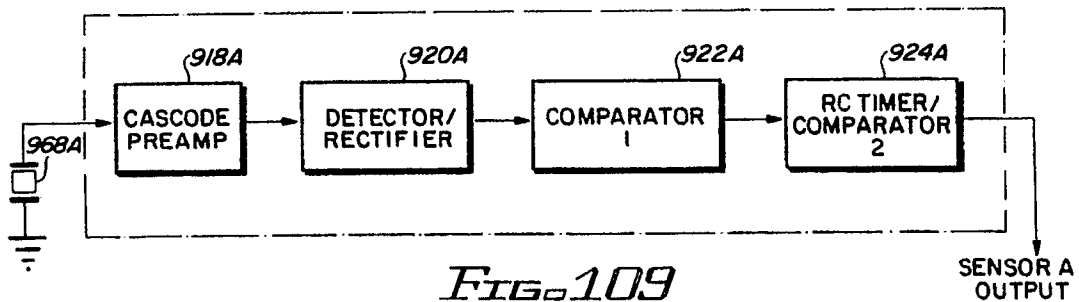 918A
920A
922A
924A
CASCODE
PREAMP
DETECTOR/
RECTIFIER
COMPARATOR
1
RC TIMER/
COMPARATOR
2
968A
SENSOR A
OUTPUT
FIG. 109